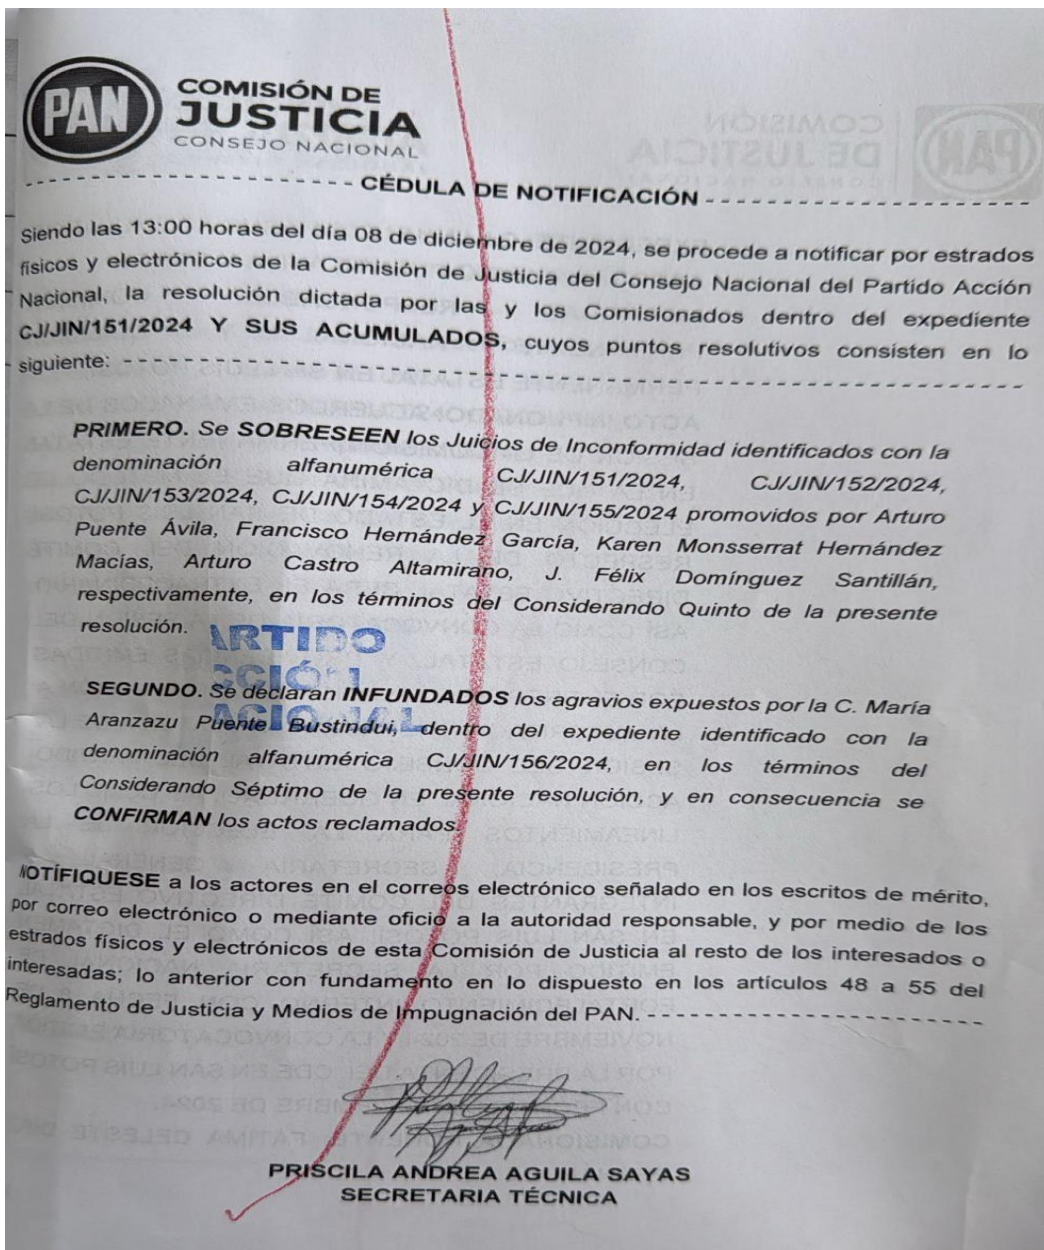 PAN
COMISIÓN DE
JUSTICIA
CONSEJO NACIONAL
- - - - - - - - - - - - - - - - - - - - - - - CÉDULA DE NOTIFICACIÓN - - - - - - - - - - - - - - - - - - - - - - -
Siendo las 13:00 horas del día 08 de diciembre de 2024, se procede a notificar por estrados
físicos y electrónicos de la Comisión de Justicia del Consejo Nacional del Partido Acción
Nacional, la resolución dictada por las y los Comisionados dentro del expediente
CJ/JIN/151/2024 Y SUS ACUMULADOS, cuyos puntos resolutivos consisten en lo
siguiente: - - - - - - - - - - - - - - - - - - - - - - - - - - - - - - - - - - - - - - - - - - - - - - - - - - - - - - -
PRIMERO. Se SOBRESEEN los Juicios de Inconformidad identificados con la
denominación alfanumérica CJ/JIN/151/2024, CJ/JIN/152/2024,
CJ/JIN/153/2024, CJ/JIN/154/2024 y CJ/JIN/155/2024 promovidos por Arturo
Puente Ávila, Francisco Hernández García, Karen Monsserrat Hernández
Macias, Arturo Castro Altamirano, J. Félix Domínguez Santillán,
respectivamente, en los términos del Considerando Quinto de la presente
resolución.
ARTIDO
CCIÓN
ACIONAL
SEGUNDO. Se declaran INFUNDADOS los agravios expuestos por la C. María
Aranzazu Puente Bustindui, dentro del expediente identificado con la
denominación alfanumérica CJ/JIN/156/2024, en los términos del
Considerando Séptimo de la presente resolución, y en consecuencia se
CONFIRMAN los actos reclamados.
NOTÍFIQUESE a los actores en el correos electrónico señalado en los escritos de mérito,
por correo electrónico o mediante oficio a la autoridad responsable, y por medio de los
estrados físicos y electrónicos de esta Comisión de Justicia al resto de los interesados o
interesadas; lo anterior con fundamento en lo dispuesto en los artículos 48 a 55 del
Reglamento de Justicia y Medios de Impugnación del PAN. - - - - - - - - - - - - - - - - - - - - - - - -
PRISCILA ANDREA AGUILA SAYAS
SECRETARIA TÉCNICA